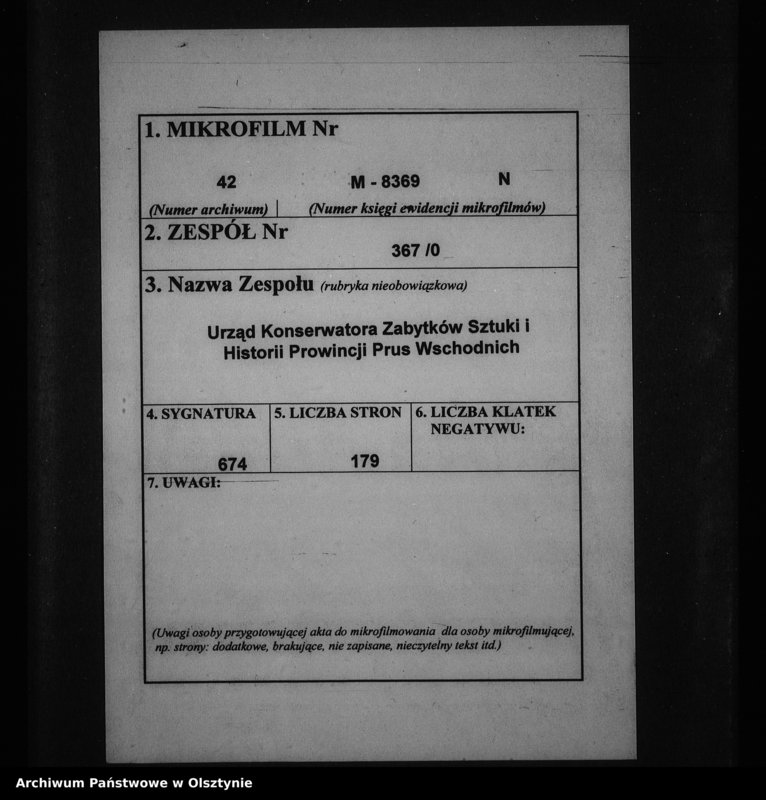 1. MIKROFILM Nr
42 M - 8369 N
(Numer archiwum) (Numer księgi ewidencji mikrofilmów)
2. ZESPÓŁ Nr
367 /0
3. Nazwa Zespołu (rubryka nieobowiązkowa)
Urząd Konserwatora Zabytków Sztuki i
Historii Prowincji Prus Wschodnich
4. SYGNATURA 5. LICZBA STRON 6. LICZBA KLATEK
NEGATYWU:
674 179
7. UWAGI:
(Uwagi osoby przygotowującej akta do mikrofilmowania dla osoby mikrofilmującej,
np. strony: dodatkowe, brakujące, nie zapisane, nieczytelny tekst itd.)
Archiwum Państwowe w Olsztynie